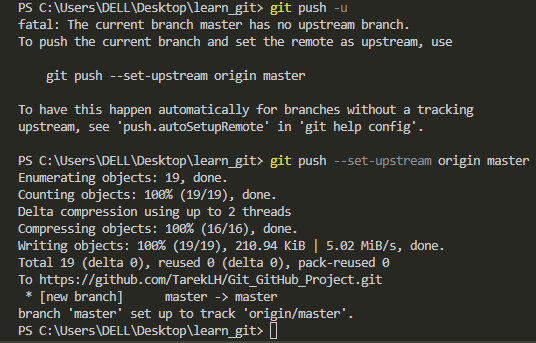 PS C:\Users\DELL\Desktop\learn_git> git push -u
fatal: The current branch master has no upstream branch.
To push the current branch and set the remote as upstream, use
    git push --set-upstream origin master
To have this happen automatically for branches without a tracking
upstream, see 'push.autoSetupRemote' in 'git help config'.
PS C:\Users\DELL\Desktop\learn_git> git push --set-upstream origin master
Enumerating objects: 19, done.
Counting objects: 100% (19/19), done.
Delta compression using up to 2 threads
Compressing objects: 100% (16/16), done.
Writing objects: 100% (19/19), 210.94 KiB | 5.02 MiB/s, done.
Total 19 (delta 0), reused 0 (delta 0), pack-reused 0
To https://github.com/TarekLH/Git_GitHub_Project.git
 * [new branch]      master -> master
branch 'master' set up to track 'origin/master'.
PS C:\Users\DELL\Desktop\learn_git>